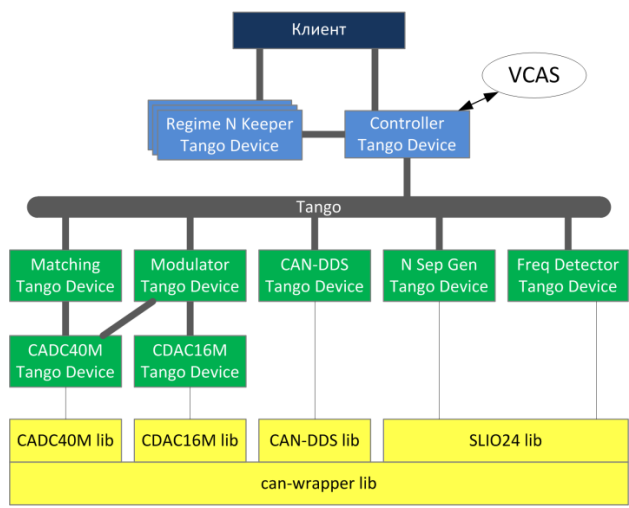 Клиент
VCAS
Regime N Keeper
Tango Device
Controller
Tango Device
Tango
Matching
Tango Device
Modulator
Tango Device
CAN-DDS
Tango Device
N Sep Gen
Tango Device
Freq Detector
Tango Device
CADC40M
Tango Device
CDAC16M
Tango Device
CADC40M lib
CDAC16M lib
CAN-DDS lib
SLIO24 lib
can-wrapper lib